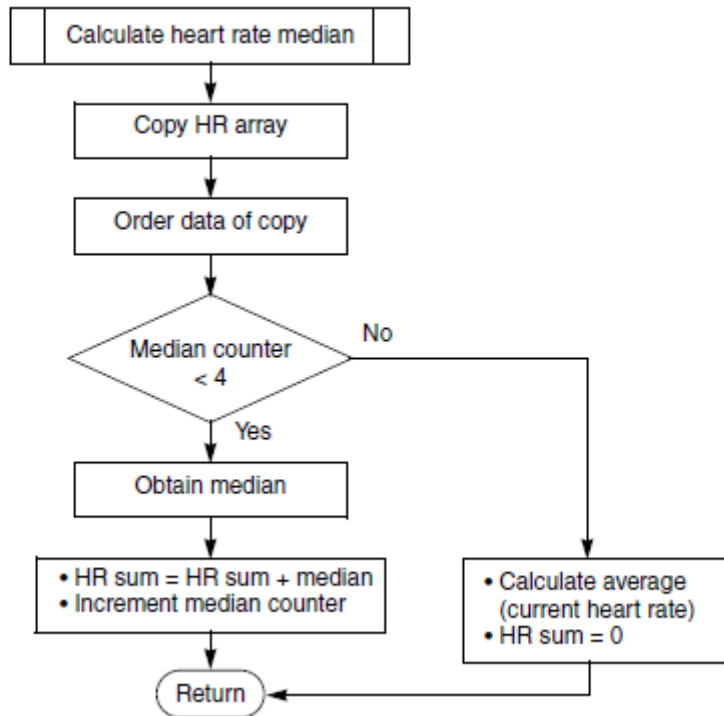 Calculate heart rate median
Copy HR array
Order data of copy
Median counter
< 4
No
Yes
Obtain median
• HR sum = HR sum + median
• Increment median counter
• Calculate average
(current heart rate)
• HR sum = 0
Return